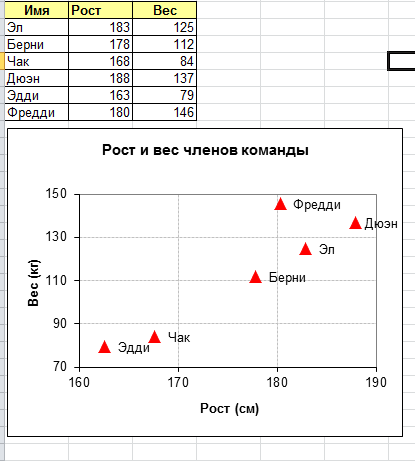 Имя Рост Вес
Эл 183 125
Берни 178 112
Чак 168 84
Дюэн 188 137
Эдди 163 79
Фредди 180 146
Рост и вес членов команды
150
130
110
90
70
Вес (кг)
Фредди
Дюэн
Эл
Берни
Чак
Эдди
160 170 180 190
Рост (см)